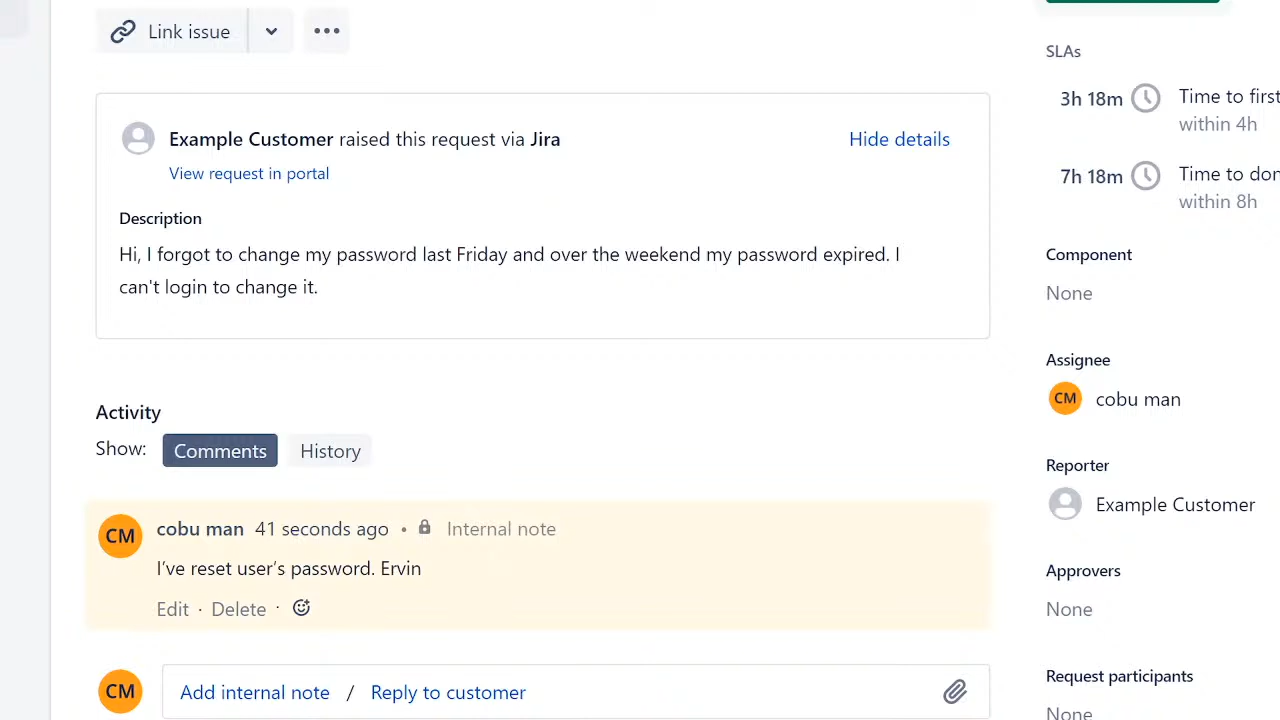 Link issue
SLAs
3h 18m Time to first
within 4h
Example Customer raised this request via Jira
Hide details
View request in portal
7h 18m Time to don
within 8h
Description
Hi, I forgot to change my password last Friday and over the weekend my password expired. I
can't login to change it.
Component
None
Assignee
CM cobu man
Activity
Show: Comments History
Reporter
Example Customer
CM cobu man 41 seconds ago • Internal note
I've reset user's password. Ervin
Edit · Delete ·
Approvers
None
CM Add internal note / Reply to customer
Request participants
None